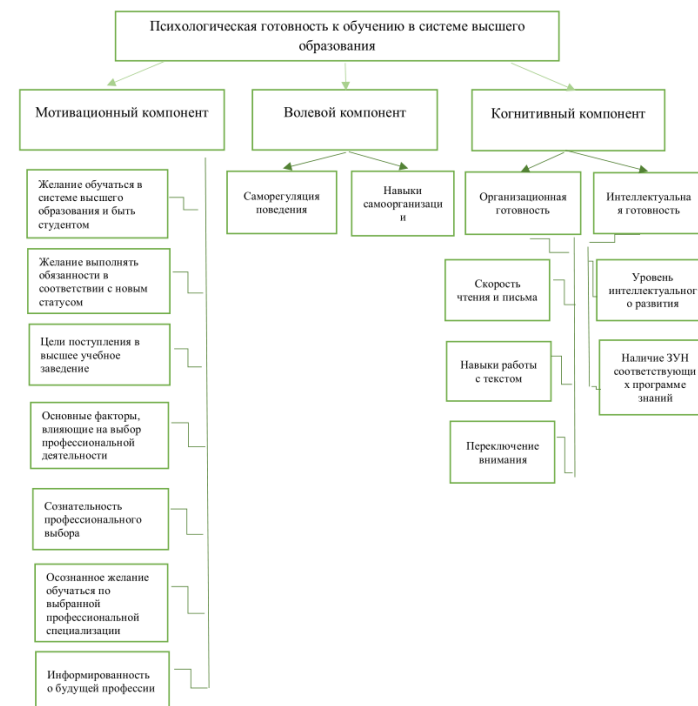 Психологическая готовность к обучению в системе высшего
образования
Мотивационный компонент
Волевой компонент
Когнитивный компонент
Желание обучаться в
системе высшего
образования и быть
студентом
Желание выполнять
обязанности в
соответствии с новым
статусом
Цели поступления в
высшее учебное
заведение
Основные факторы,
влияющие на выбор
профессиональной
деятельности
Сознательность
профессионального
выбора
Осознанное желание
обучаться по
выбранной
профессиональной
специализации
Информированность
о будущей профессии
Саморегуляция
поведения
Навыки
самоорганизаци
и
Организационная
готовность
Интеллектуальна
я готовность
Скорость
чтения и письма
Навыки работы
с текстом
Переключение
внимания
Уровень
интеллектуальног
о развития
Наличие ЗУН
соответствующи
х программе
знаний